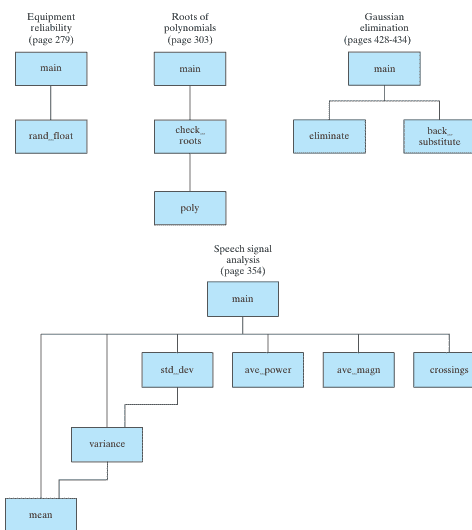 Equipment
reliability
(page 279)
main
rand_float
Roots of
polynomials
(page 303)
main
check_
roots
poly
Gaussian
elimination
(pages 428-434)
main
eliminate
back_
substitute
Speech signal
analysis
(page 354)
main
std_dev
ave_power
ave_magn
crossings
variance
mean